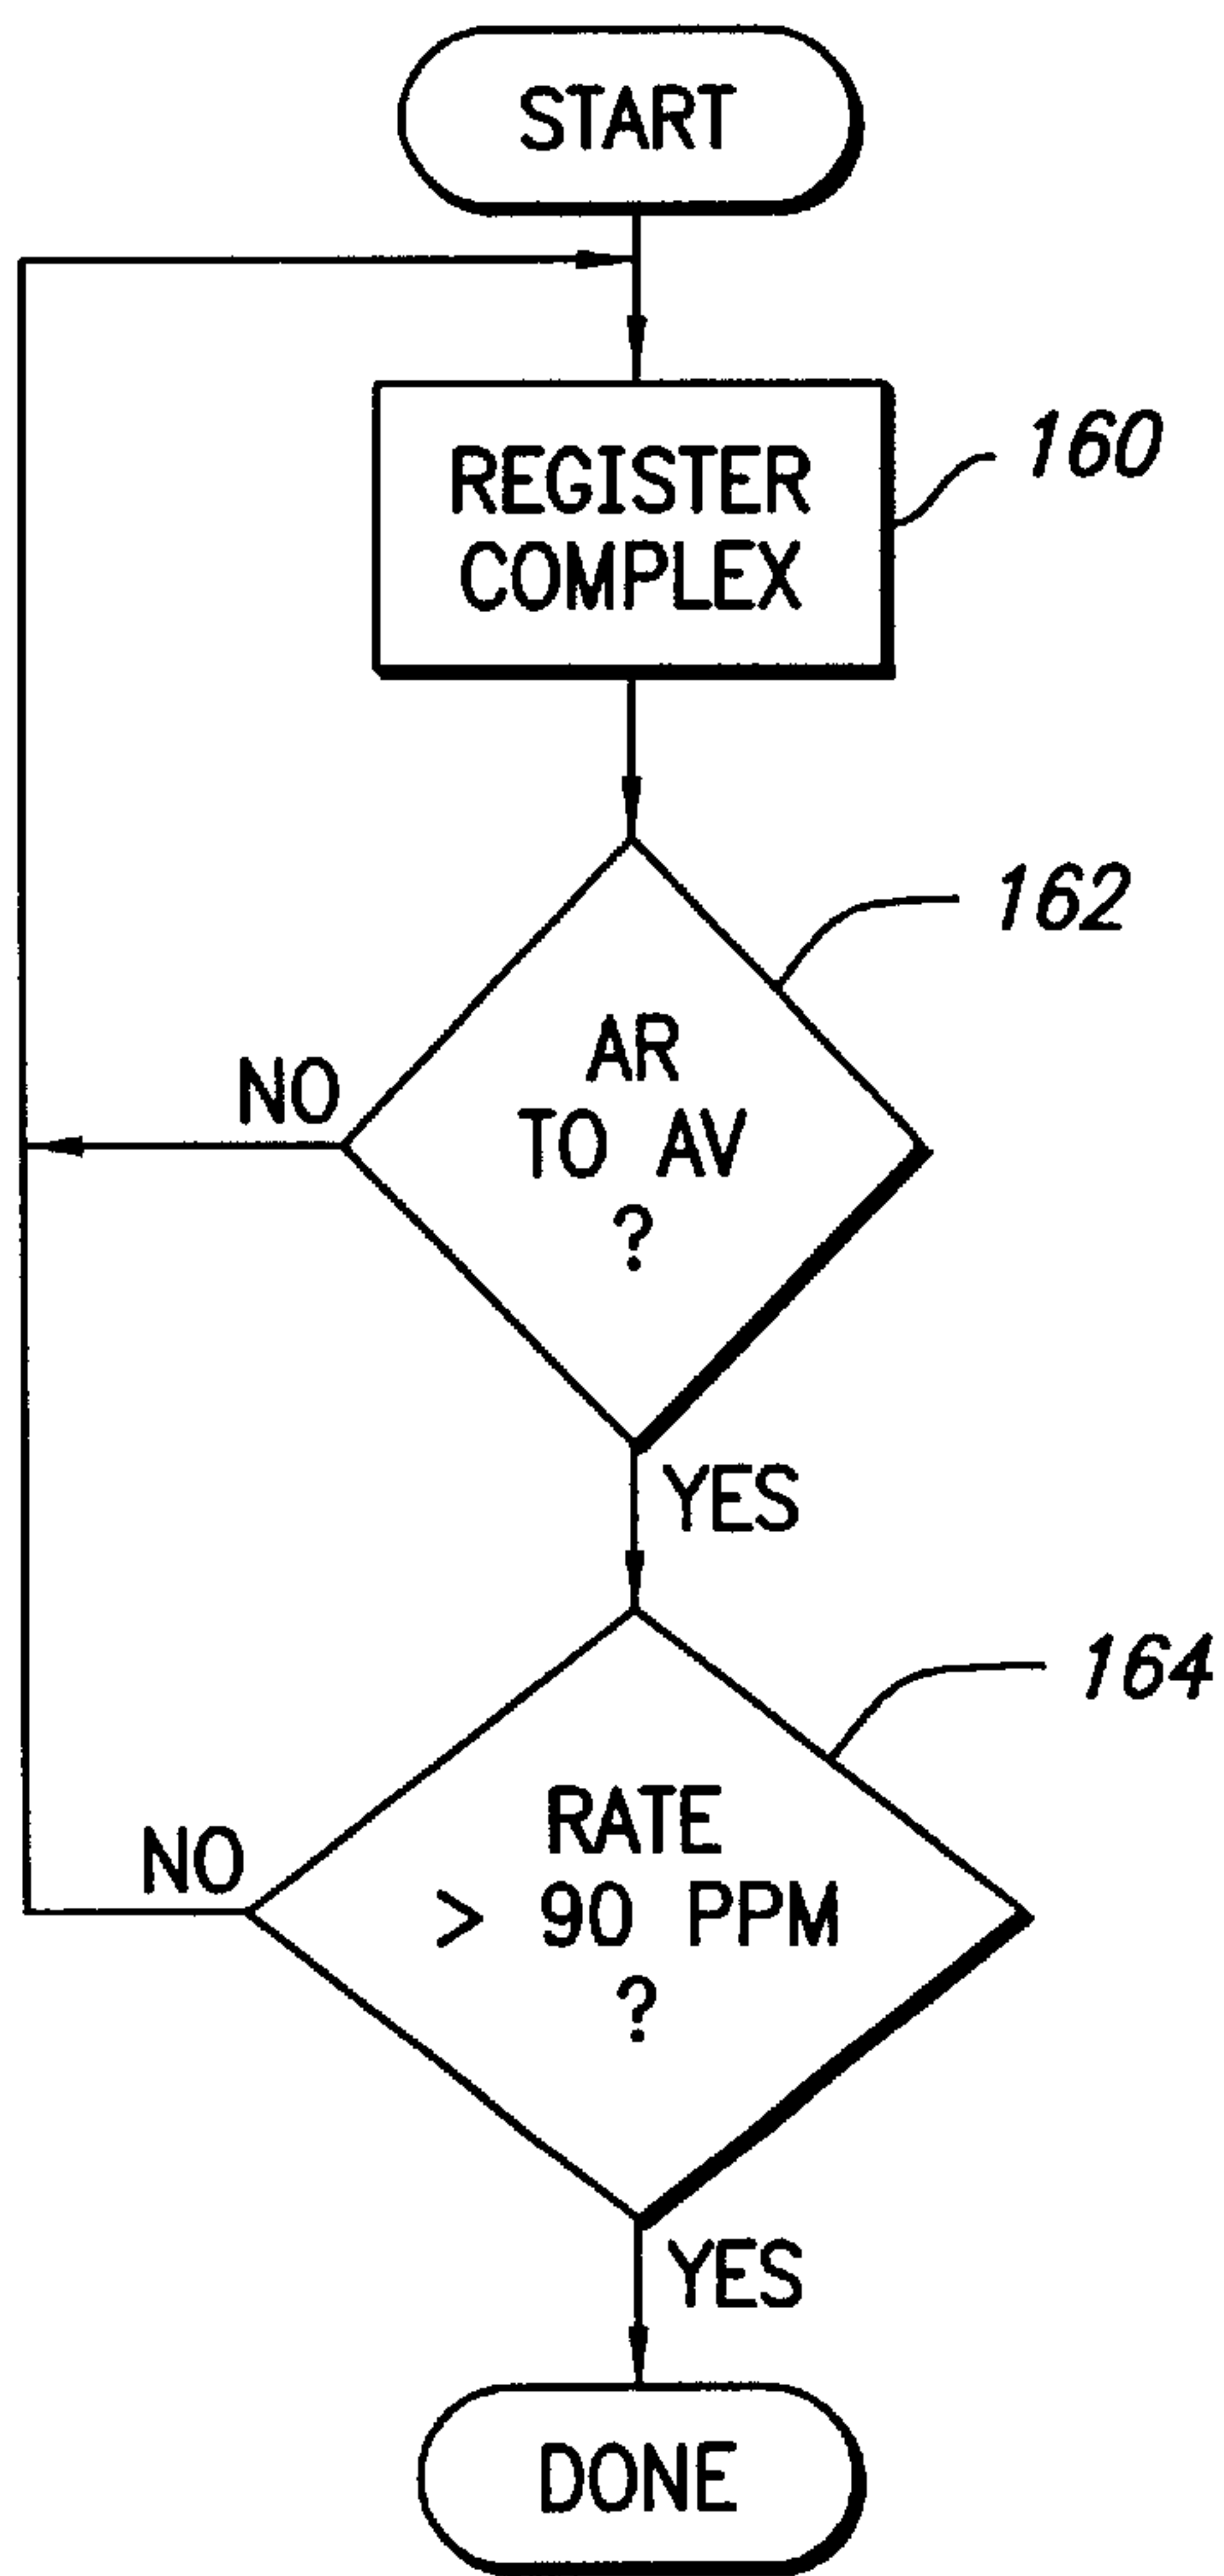 START
REGISTER
COMPLEX
160
162
AR
TO AV
?
NO
YES
164
RATE
> 90 PPM
?
NO
YES
DONE